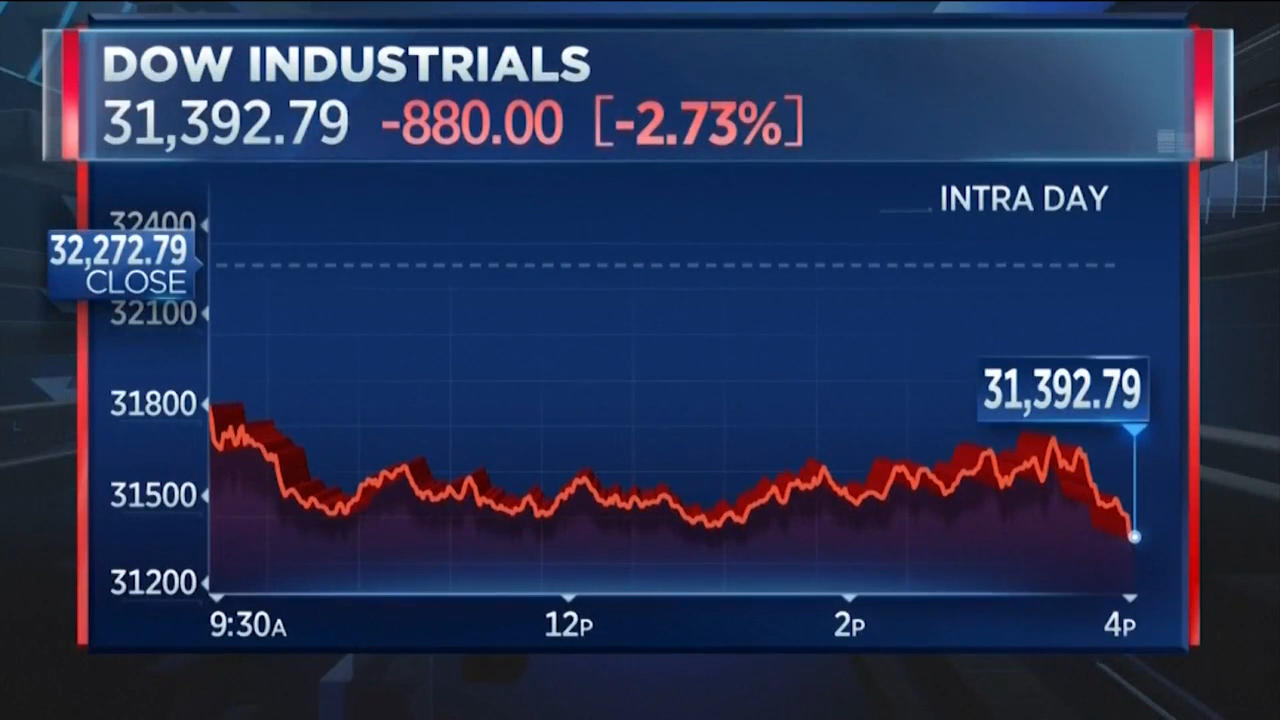 DOW INDUSTRIALS
31,392.79 -880.00 [-2.73%]
INTRA DAY
32400
32,272.79
CLOSE
32100
31,392.79
31800
31500
31200
9:30A 12P 2P 4P